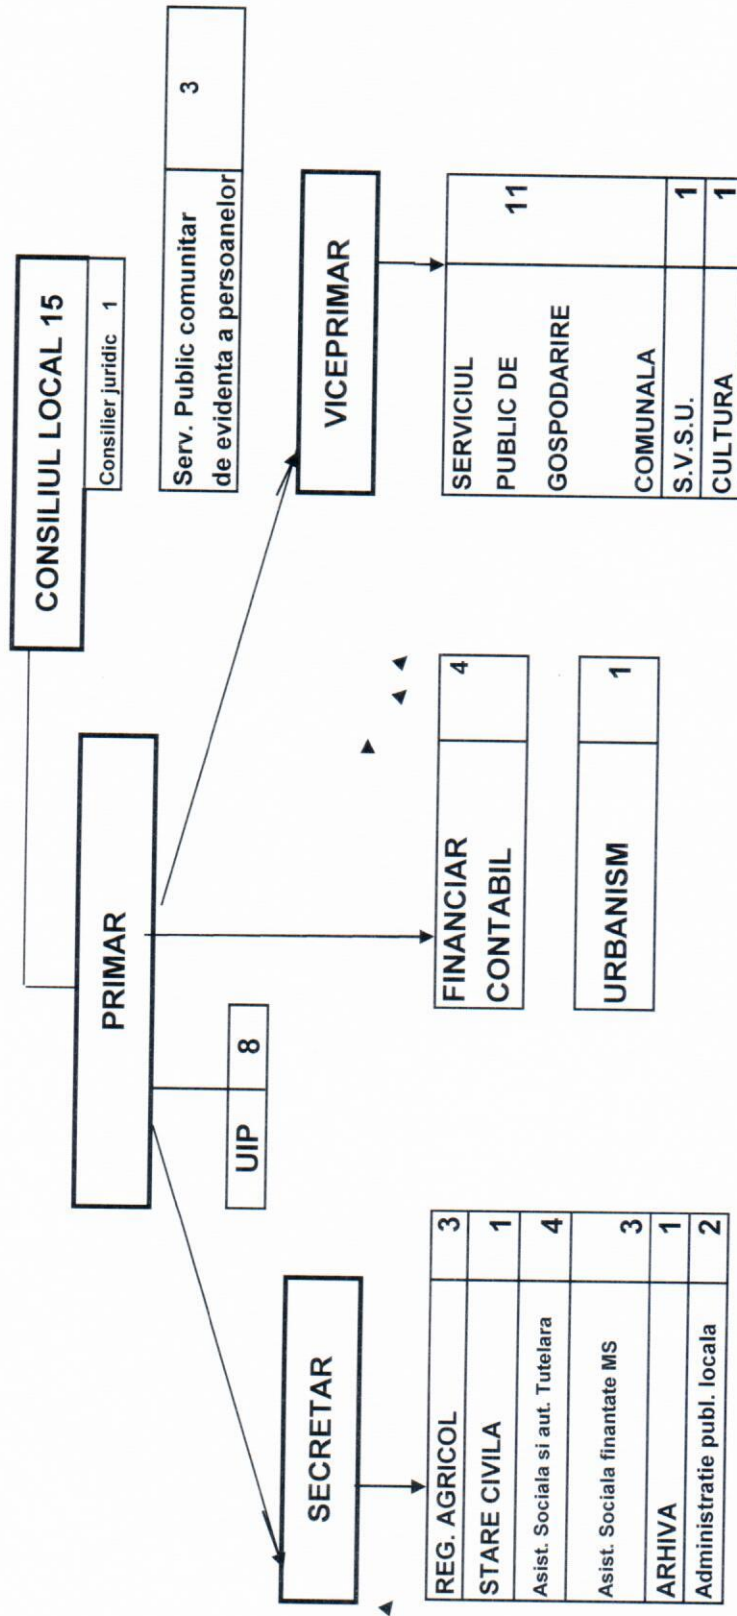 CONSILIUL LOCAL 15
Consilier juridic 1
Serv. Public comunitar
de evidenta a persoanelor
3
PRIMAR
UIP 8
SECRETAR
VICEPRIMAR
REG. AGRICOL 3
STARE CIVILA 1
Asist. Sociala si aut. Tutelara 4
Asist. Sociala finantate MS 3
ARHIVA 1
Administratie publ. locala 2
FINANCIAR
CONTABIL
4
URBANISM 1
SERVICIUL
PUBLIC DE
11
GOSPODARIRE
COMUNALA
S.V.S.U. 1
CULTURA 1